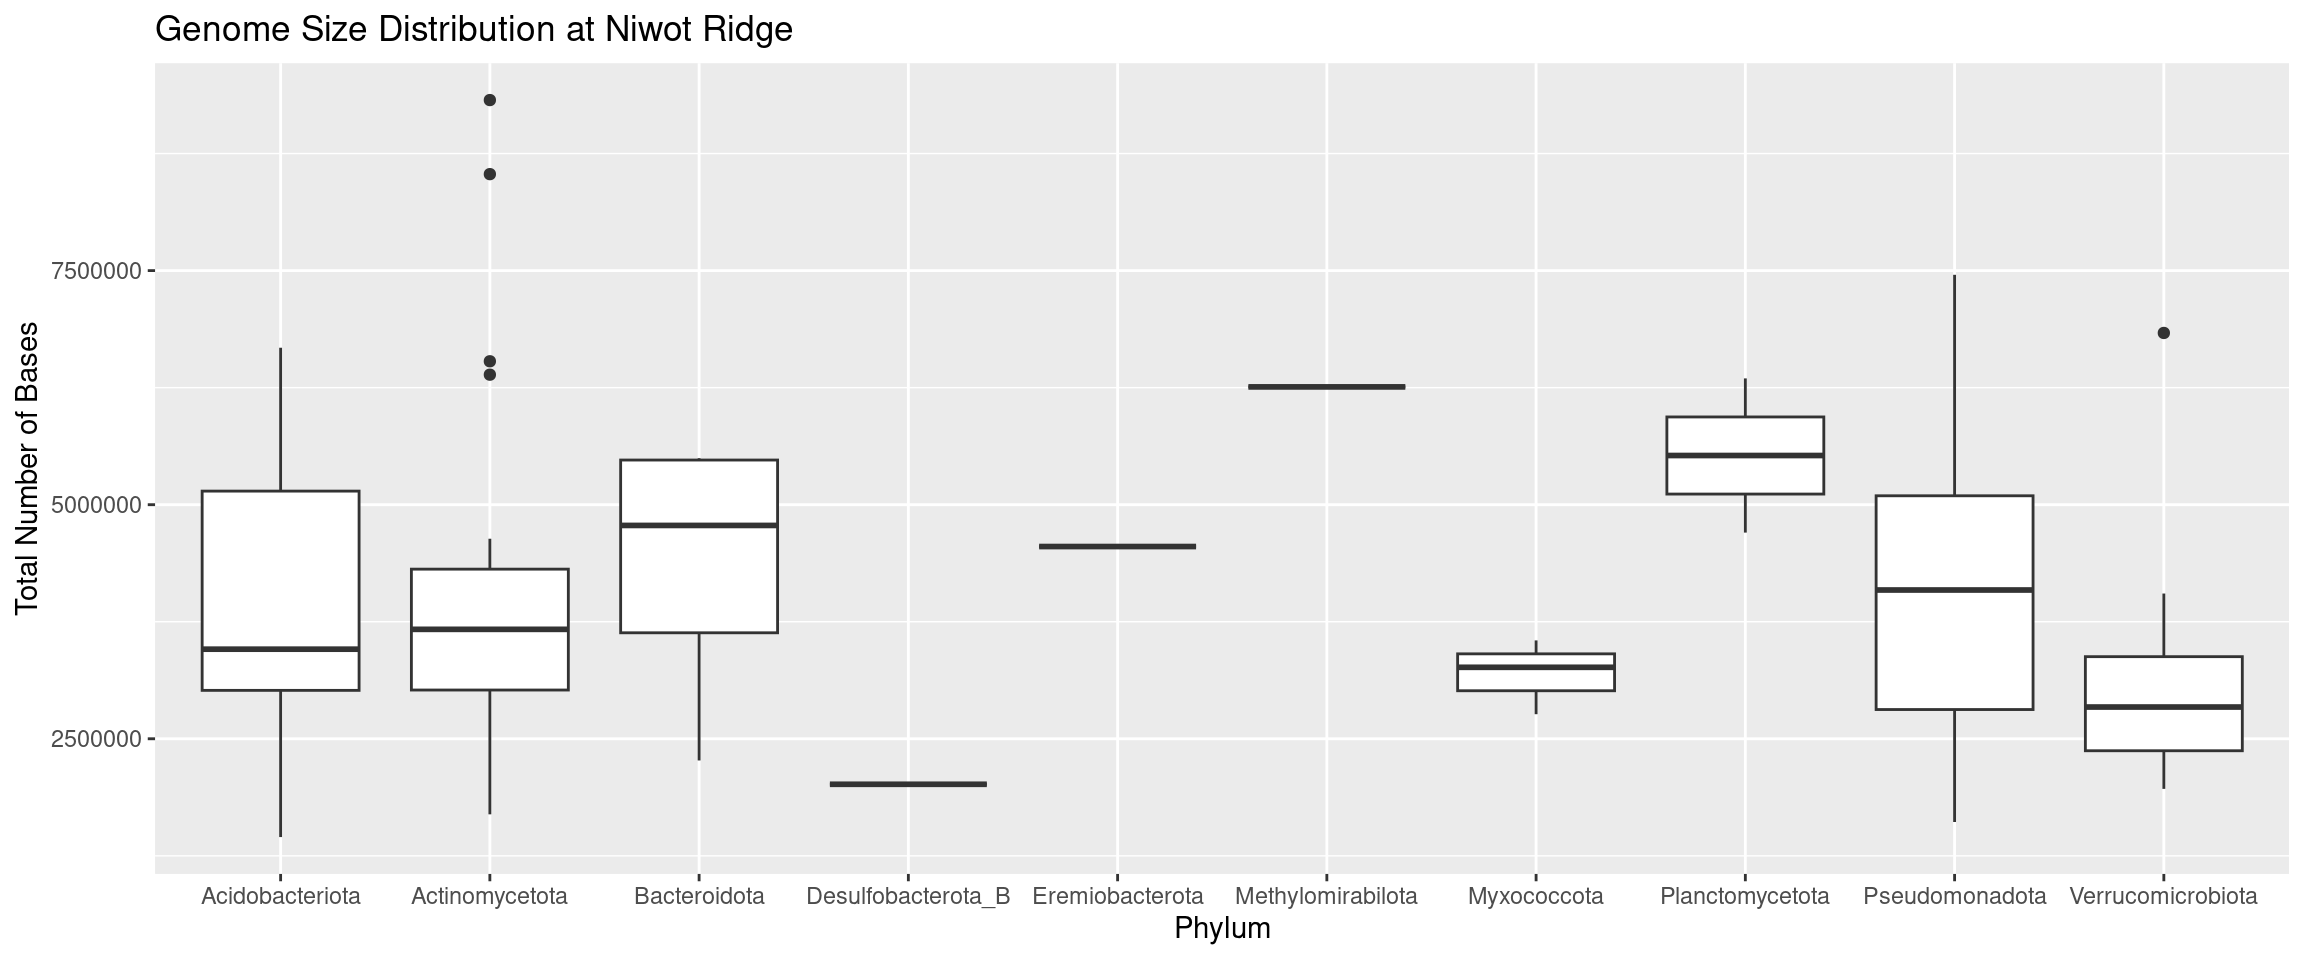 Genome Size Distribution at Niwot Ridge
Total Number of Bases
7500000
5000000
2500000
Acidobacteriota Actinomycetota Bacteroidota Desulfobacterota_B Eremiobacterota Methylomirabilota Myxococcota Planctomycetota Pseudomonadota Verrucomicrobiota
Phylum